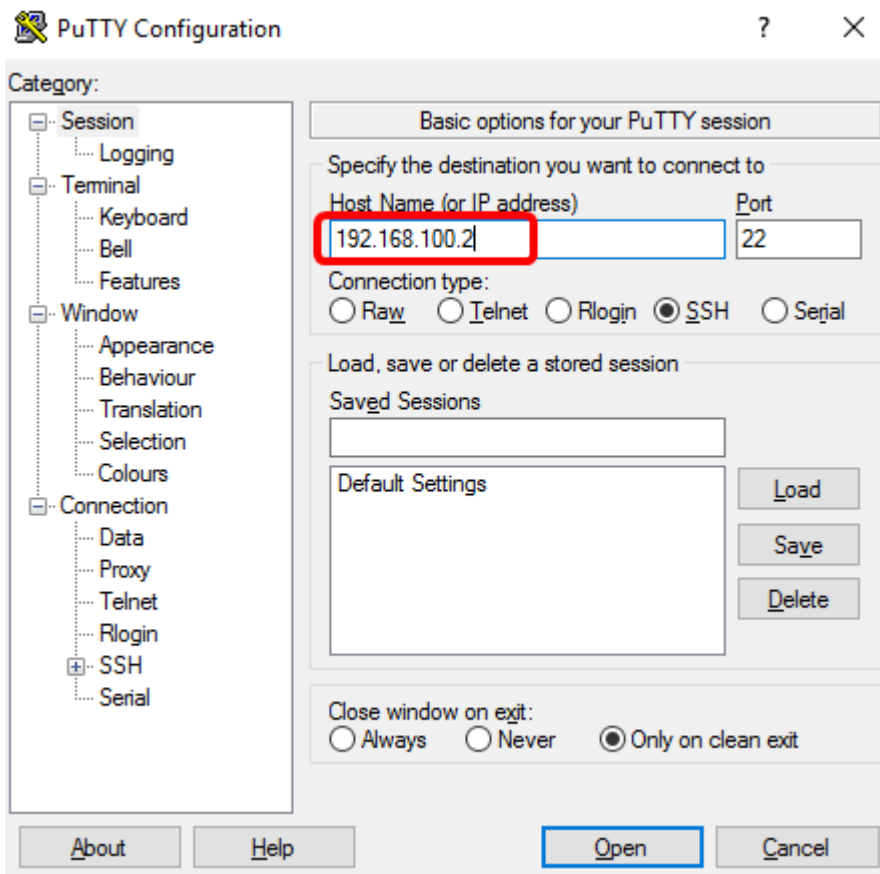 PuTTY Configuration ? ×
Category:
Session
Logging
Terminal
Keyboard
Bell
Features
Window
Appearance
Behaviour
Translation
Selection
Colours
Connection
Data
Proxy
Telnet
Rlogin
SSH
Serial
Basic options for your PuTTY session
Specify the destination you want to connect to
Host Name (or IP address) Port
192.168.100.2 22
Connection type:
Raw Telnet Rlogin SSH Serial
Load, save or delete a stored session
Saved Sessions
Default Settings
Load
Save
Delete
Close window on exit:
Always Never Only on clean exit
About Help Open Cancel